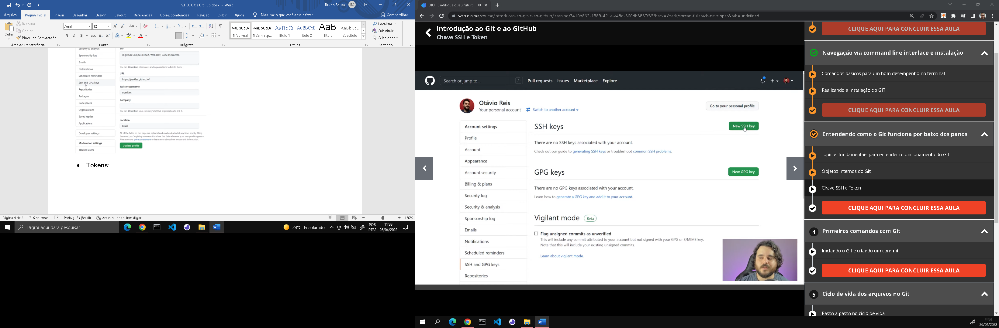 S.F.D. Git e GitHub.docx - Word
Bruno Souza
BS
Arquivo
Página Inicial
Inserir
Desenhar
Design
Layout
Referências
Correspondências
Revisão
Exibir
Ajuda
Diga-me o que você deseja fazer
Compartilhar
Colar
Recortar
Copiar
Pincel de Formatação
Área de Transferência
Arial
12
Fonte
Parágrafo
AaBbCcDc
¶ Normal
AaBbCcDc
¶ Sem Esp...
AaBbC(
Título 1
AaBbCcE
Título 2
AaB
Título
AaBbCcD
Subtítulo
Estilos
Localizar
Substituir
Selecionar
Editando
Security & analysis
Sponsorship log
Emails
Notifications
Scheduled reminders
SSH and GPG keys
Repositories
Packages
Codespaces
Organizations
Saved replies
Applications
Developer settings
Moderation settings
Blocked users
Bio
@github Campus Expert, Web Dev, Code Instructor.
You can @mention other users and organizations to link to them.
URL
https://perkles.github.io/
Twitter username
operkles
Company
You can @mention your company's GitHub organization to link it.
Location
Brasil
All of the fields on this page are optional and can be deleted at any time, and by filling
them out, you're giving us consent to share this data wherever your user profile appears.
Please see our privacy statement to learn more about how we use this information.
Update profile
• Tokens:
Página 4 de 4
716 palavras
Português (Brasil)
Acessibilidade: investigar
130%
Digite aqui para pesquisar
24°C Ensolarado
POR
PTB2
11:33
26/04/2022
DIO | Codifique o seu futuro
web.dio.me/course/introducao-ao-git-e-ao-github/learning/7410b862-1989-421a-a48d-500db5857f53?back=/track/spread-fullstack-developer&tab=undefined
Introdução ao Git e ao GitHub
Chave SSH e Token
Search or jump to...
/
Pull requests
Issues
Marketplace
Explore
Otávio Reis
Your personal account
Switch to another account
Go to your personal profile
Account settings
Profile
Account
Appearance
Account security
Billing & plans
Security log
Security & analysis
Sponsorship log
Emails
Notifications
Scheduled reminders
SSH and GPG keys
Repositories
SSH keys
New SSH key
There are no SSH keys associated with your account.
Check out our guide to generating SSH keys or troubleshoot common SSH problems.
GPG keys
New GPG key
There are no GPG keys associated with your account.
Learn how to generate a GPG key and add it to your account.
Vigilant mode
Beta
Flag unsigned commits as unverified
This will include any commit attributed to your account but not signed with your GPG or S/MIME key.
Note that this will include your existing unsigned commits.
Learn about vigilant mode.
CLIQUE AQUI PARA CONCLUIR ESSA AULA
Navegação via command line interface e instalação
Comandos básicos para um bom desempenho no terminal
Realizando a instalação do GIT
CLIQUE AQUI PARA CONCLUIR ESSA AULA
Entendendo como o Git funciona por baixo dos panos
Tópicos fundamentais para entender o funcionamento do Git
Objetos internos do Git
Chave SSH e Token
CLIQUE AQUI PARA CONCLUIR ESSA AULA
4 Primeiros comandos com Git
Iniciando o Git e criando um commit
CLIQUE AQUI PARA CONCLUIR ESSA AULA
5 Ciclo de vida dos arquivos no Git
Passo a passo no ciclo de vida
11:33
26/04/2022